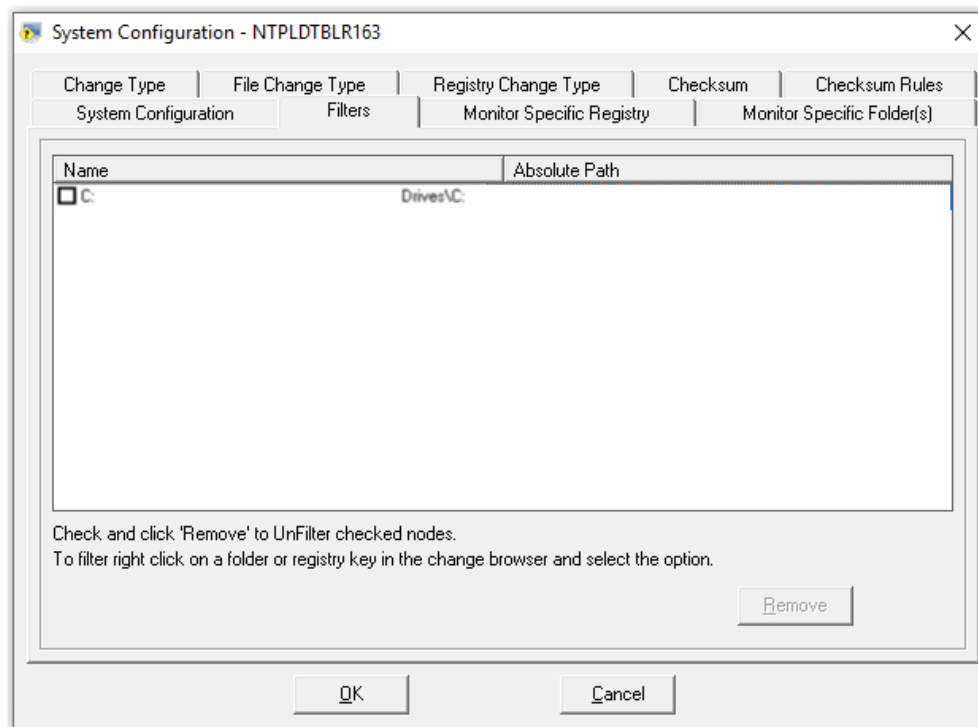 System Configuration - NTPLDTBLR163
Change Type File Change Type Registry Change Type Checksum Checksum Rules
System Configuration Filters Monitor Specific Registry Monitor Specific Folder(s)
Name Absolute Path
C: Drives\C:
Check and click 'Remove' to UnFilter checked nodes.
To filter right click on a folder or registry key in the change browser and select the option.
Remove
OK Cancel